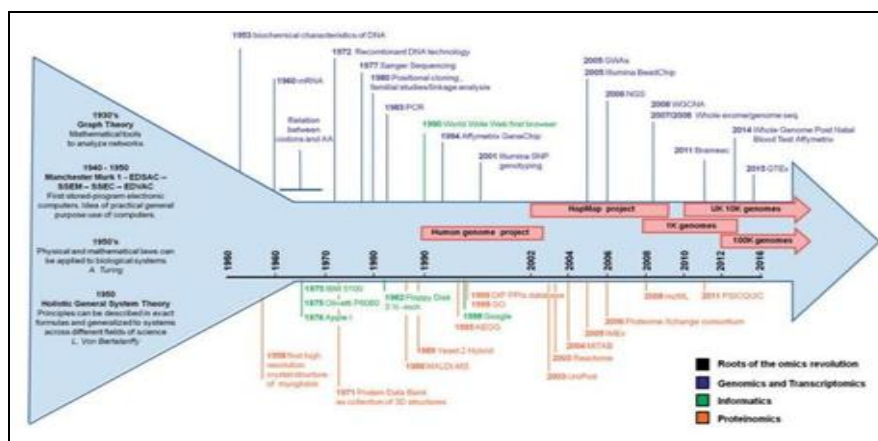 1953 biochemical characteristics of DNA
1960 mRNA
Relation
between
codons and AA
1972 Recombinant DNA technology
1977 Sanger Sequencing
1980 Positional cloning,
familial studies/linkage analysis
1983 PCR
1990 World Wide Web first browser
1994 Affymetrix GeneChip
2001 Illumina SNP
genotyping
2005 GWAs
2005 Illumina BeadChip
2006 NGS
2008 WGCNA
2007/2008 Whole exome/genome seq.
2011 Braineac
2014 Whole Genome Post Natal
Blood Test Affymetrix
2015 GTEx
1930's
Graph Theory
Mathematical tools
to analyze networks
1940 - 1950
Manchester Mark 1 - EDSAC –
SSEM – SSEC – EDVAC
First stored-program electronic
computers. Idea of practical general
purpose use of computers.
1950's
Physical and mathematical laws can
be applied to biological systems.
A. Turing
1950
Holistic General System Theory
Principles can be described in exact
formulas and generalized to systems
across different fields of science
L. Von Bertalanffy
HapMap project
UK 10K genomes
Human genome project
1K genomes
100K genomes
1950
1960
1970
1980
1990
2002
2004
2006
2008
2010
2012
2014
2016
1975 IBM 5100
1975 Olivetti P6060
1976 Apple I
1982 Floppy Disk
3 ½-inch
1998 Google
1995 KEGG
1989 Yeast 2 Hybrid
1988 MALDI-MS
1958 first high
resolution
crystal structure
of myoglobin
1971 Protein Data Bank
as collection of 3D structures
2003 UniProt
2003 Reactome
2004 MITAB
2005 IMEx
2006 Proteome Xchange consortium
2011 PSICQUIC
Roots of the omics revolution
Genomics and Transcriptomics
Informatics
Proteinomics